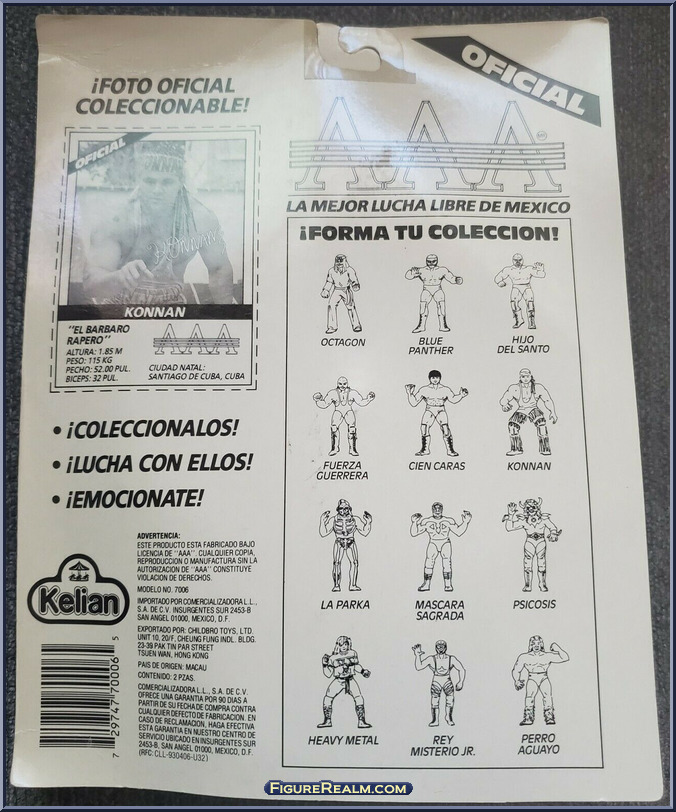 ¡FOTO OFICIAL
COLECCIONABLE!
OFICIAL
KONNAN
KONNAN
"EL BARBARO
RAPERO"
ALTURA: 1.85 M
PESO: 115 KG
PECHO: 52.00 PUL.
BICEPS: 32 PUL.
AAA
CIUDAD NATAL:
SANTIAGO DE CUBA, CUBA
• ¡COLECCIONALOS!
• ¡LUCHA CON ELLOS!
• ¡EMOCIONATE!
ADVERTENCIA:
ESTE PRODUCTO ESTA FABRICADO BAJO
LICENCIA DE "AAA". CUALQUIER COPIA,
REPRODUCCION O MANUFACTURA SIN LA
AUTORIZACION DE "AAA" CONSTITUYE
VIOLACION DE DERECHOS.
MODELO NO. 7006
IMPORTADO POR COMERCIALIZADORA L.L.,
S.A. DE C.V. INSURGENTES SUR 2453-B
SAN ANGEL 01000, MEXICO, D.F.
EXPORTADO POR: CHILDBRO TOYS, LTD.
UNIT 10, 20/F, CHEUNG FUNG INDL. BLDG.
23-39 PAK TIN PAR STREET
TSUEN WAN, HONG KONG
PAIS DE ORIGEN: MACAU
CONTENIDO: 2 PZAS.
COMERCIALIZADORA L.L., S.A. DE C.V.
OFRECE UNA GARANTIA POR 90 DIAS A
PARTIR DE SU FECHA DE COMPRA CONTRA
CUALQUIER DEFECTO DE FABRICACION. EN
CASO DE RECLAMACION, HAGA EFECTIVA
ESTA GARANTIA EN NUESTRO CENTRO DE
SERVICIO UBICADO EN INSURGENTES SUR
2453-B, SAN ANGEL 01000, MEXICO, D.F.
(RFC: CLL-930406-U32)
Kelian
7 29747 70006 5
OFICIAL
AAA
LA MEJOR LUCHA LIBRE DE MEXICO
¡FORMA TU COLECCION!
OCTAGON
BLUE
PANTHER
HIJO
DEL SANTO
FUERZA
GUERRERA
CIEN CARAS
KONNAN
LA PARKA
MASCARA
SAGRADA
PSICOSIS
HEAVY METAL
REY
MISTERIO JR.
PERRO
AGUAYO
FIGUREREALM.COM